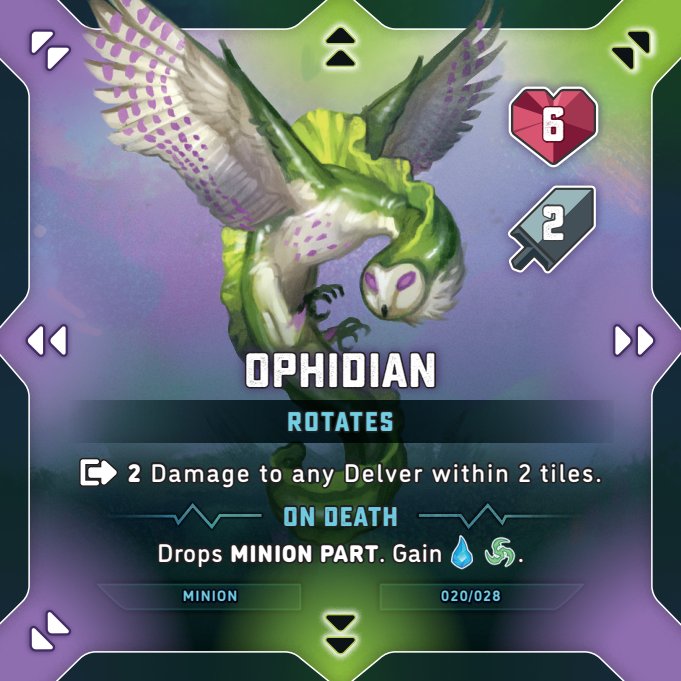 6
2
OPHIDIAN
ROTATES
2 Damage to any Delver within 2 tiles.
ON DEATH
Drops MINION PART. Gain .
MINION
020/028